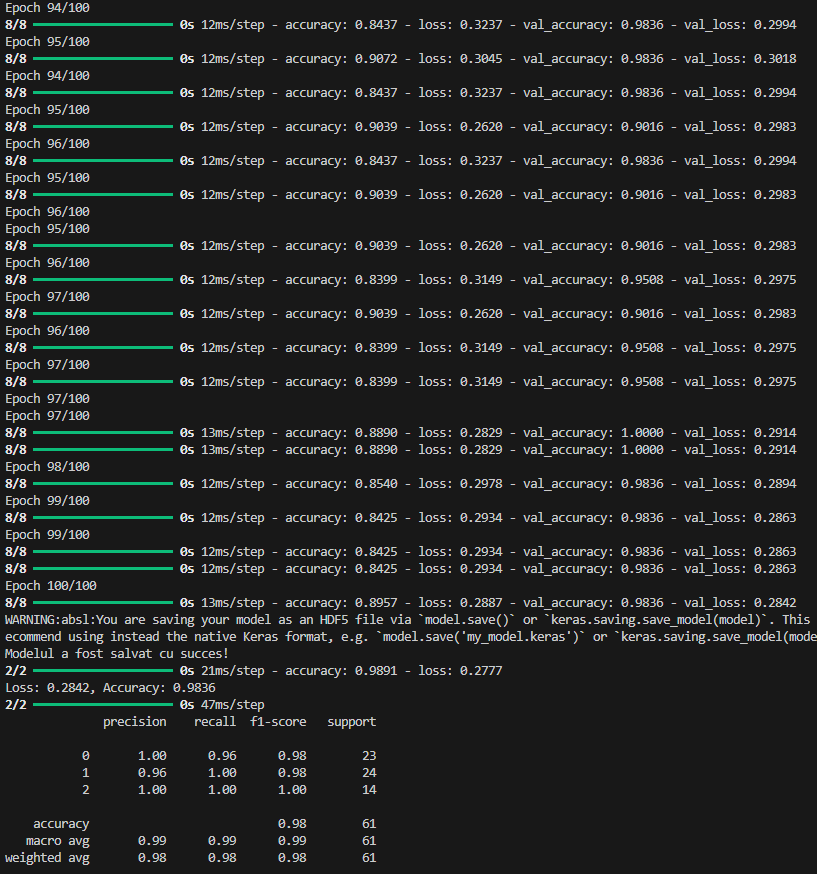 Epoch 94/100
8/8 0s 12ms/step - accuracy: 0.8437 - loss: 0.3237 - val_accuracy: 0.9836 - val_loss: 0.2994
Epoch 95/100
8/8 0s 12ms/step - accuracy: 0.9072 - loss: 0.3045 - val_accuracy: 0.9836 - val_loss: 0.3018
Epoch 94/100
8/8 0s 12ms/step - accuracy: 0.8437 - loss: 0.3237 - val_accuracy: 0.9836 - val_loss: 0.2994
Epoch 95/100
8/8 0s 12ms/step - accuracy: 0.9039 - loss: 0.2620 - val_accuracy: 0.9016 - val_loss: 0.2983
Epoch 96/100
8/8 0s 12ms/step - accuracy: 0.8437 - loss: 0.3237 - val_accuracy: 0.9836 - val_loss: 0.2994
Epoch 95/100
8/8 0s 12ms/step - accuracy: 0.9039 - loss: 0.2620 - val_accuracy: 0.9016 - val_loss: 0.2983
Epoch 96/100
Epoch 95/100
8/8 0s 12ms/step - accuracy: 0.9039 - loss: 0.2620 - val_accuracy: 0.9016 - val_loss: 0.2983
Epoch 96/100
8/8 0s 12ms/step - accuracy: 0.8399 - loss: 0.3149 - val_accuracy: 0.9508 - val_loss: 0.2975
Epoch 97/100
8/8 0s 12ms/step - accuracy: 0.9039 - loss: 0.2620 - val_accuracy: 0.9016 - val_loss: 0.2983
Epoch 96/100
8/8 0s 12ms/step - accuracy: 0.8399 - loss: 0.3149 - val_accuracy: 0.9508 - val_loss: 0.2975
Epoch 97/100
8/8 0s 12ms/step - accuracy: 0.8399 - loss: 0.3149 - val_accuracy: 0.9508 - val_loss: 0.2975
Epoch 97/100
Epoch 97/100
8/8 0s 13ms/step - accuracy: 0.8890 - loss: 0.2829 - val_accuracy: 1.0000 - val_loss: 0.2914
8/8 0s 13ms/step - accuracy: 0.8890 - loss: 0.2829 - val_accuracy: 1.0000 - val_loss: 0.2914
Epoch 98/100
8/8 0s 12ms/step - accuracy: 0.8540 - loss: 0.2978 - val_accuracy: 0.9836 - val_loss: 0.2894
Epoch 99/100
8/8 0s 12ms/step - accuracy: 0.8425 - loss: 0.2934 - val_accuracy: 0.9836 - val_loss: 0.2863
Epoch 99/100
8/8 0s 12ms/step - accuracy: 0.8425 - loss: 0.2934 - val_accuracy: 0.9836 - val_loss: 0.2863
8/8 0s 12ms/step - accuracy: 0.8425 - loss: 0.2934 - val_accuracy: 0.9836 - val_loss: 0.2863
Epoch 100/100
8/8 0s 13ms/step - accuracy: 0.8957 - loss: 0.2887 - val_accuracy: 0.9836 - val_loss: 0.2842
WARNING:absl:You are saving your model as an HDF5 file via `model.save()` or `keras.saving.save_model(model)`. This
ecommend using instead the native Keras format, e.g. `model.save('my_model.keras')` or `keras.saving.save_model(mode
Modelul a fost salvat cu succes!
2/2 0s 21ms/step - accuracy: 0.9891 - loss: 0.2777
Loss: 0.2842, Accuracy: 0.9836
2/2 0s 47ms/step
precision recall f1-score support
0 1.00 0.96 0.98 23
1 0.96 1.00 0.98 24
2 1.00 1.00 1.00 14
accuracy 0.98 61
macro avg 0.99 0.99 0.99 61
weighted avg 0.98 0.98 0.98 61